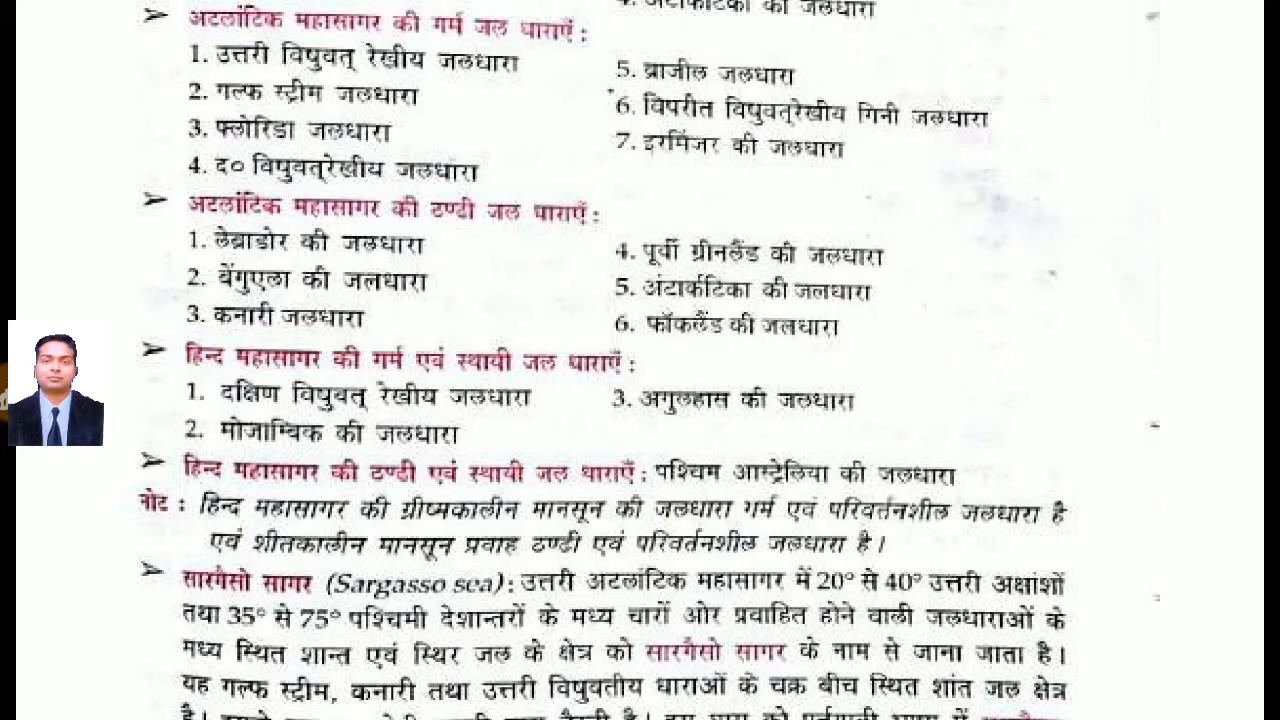 4. अंटार्कटिका की जलधारा
➢ अटलांटिक महासागर की गर्म जल धाराएँ :
1. उत्तरी विषुवत् रेखीय जलधारा
2. गल्फ स्ट्रीम जलधारा
3. फ्लोरिडा जलधारा
4. द० विषुवत्रेखीय जलधारा
5. ब्राजील जलधारा
6. विपरीत विषुवत्रेखीय गिनी जलधारा
7. इरमिंजर की जलधारा
➢ अटलांटिक महासागर की ठण्ढी जल धाराएँ :
1. लेब्राडोर की जलधारा
2. बेंगुएला की जलधारा
3. कनारी जलधारा
4. पूर्वी ग्रीनलैंड की जलधारा
5. अंटार्कटिका की जलधारा
6. फॉकलैंड की जलधारा
➢ हिन्द महासागर की गर्म एवं स्थायी जल धाराएँ :
1. दक्षिण विषुवत् रेखीय जलधारा
2. मोजाम्बिक की जलधारा
3. अगुलहास की जलधारा
➢ हिन्द महासागर की ठण्ढी एवं स्थायी जल धाराएँ : पश्चिम आस्ट्रेलिया की जलधारा
नोट : हिन्द महासागर की ग्रीष्मकालीन मानसून की जलधारा गर्म एवं परिवर्तनशील जलधारा है
एवं शीतकालीन मानसून प्रवाह ठण्ढी एवं परिवर्तनशील जलधारा है।
➢ सारगैसो सागर (Sargasso sea) : उत्तरी अटलांटिक महासागर में 20° से 40° उत्तरी अक्षांशों
तथा 35° से 75° पश्चिमी देशान्तरों के मध्य चारों ओर प्रवाहित होने वाली जलधाराओं के
मध्य स्थित शान्त एवं स्थिर जल के क्षेत्र को सारगैसो सागर के नाम से जाना जाता है।
यह गल्फ स्ट्रीम, कनारी तथा उत्तरी विषुवतीय धाराओं के चक्र बीच स्थित शांत जल क्षेत्र